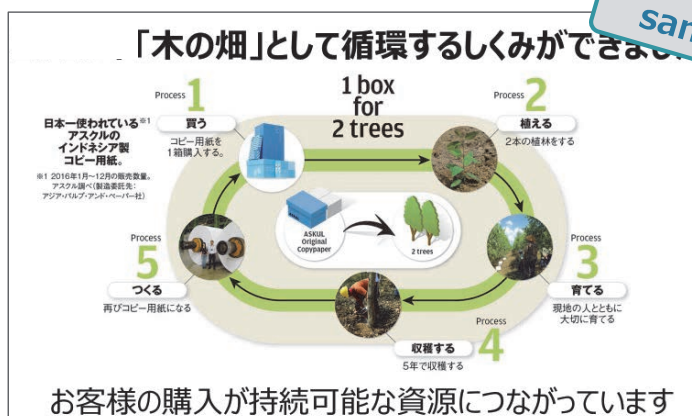 「木の畑」として循環するしくみができまし
san
1 box
for
2 trees
Process 1
買う
コピー用紙を
1箱購入する。
Process 2
植える
2本の植林をする
日本一使われている※1
アスクルの
インドネシア製
コピー用紙。
※1 2016年1月〜12月の販売数量。
アスクル調べ(製造委託先:
アジア・パルプ・アンド・ペーパー社)
ASKUL
Original
Copypaper
2 trees
Process
3
育てる
現地の人とともに
大切に育てる
Process
4
収穫する
5年で収穫する
Process
5
つくる
再びコピー用紙になる
お客様の購入が持続可能な資源につながっています